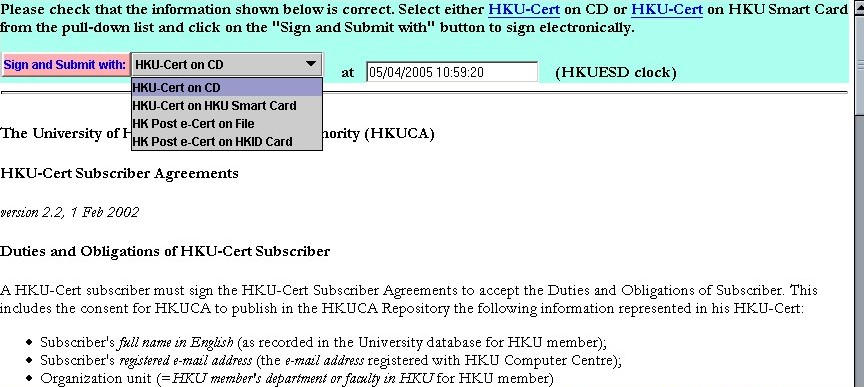 Please check that the information shown below is correct. Select either HKU-Cert on CD or HKU-Cert on HKU Smart Card
from the pull-down list and click on the "Sign and Submit with" button to sign electronically.
Sign and Submit with: HKU-Cert on CD at 05/04/2005 10:59:20 (HKUESD clock)
HKU-Cert on CD
HKU-Cert on HKU Smart Card
HK Post e-Cert on File
HK Post e-Cert on HKID Card
The University of (HKUCA)
HKU-Cert Subscriber Agreements
version 2.2, 1 Feb 2002
Duties and Obligations of HKU-Cert Subscriber
A HKU-Cert subscriber must sign the HKU-Cert Subscriber Agreements to accept the Duties and Obligations of Subscriber. This
includes the consent for HKUCA to publish in the HKUCA Repository the following information represented in his HKU-Cert:
• Subscriber's full name in English (as recorded in the University database for HKU member);
• Subscriber's registered e-mail address (the e-mail address registered with HKU Computer Centre);
• Organization unit (=HKU member's department or faculty in HKU for HKU member)